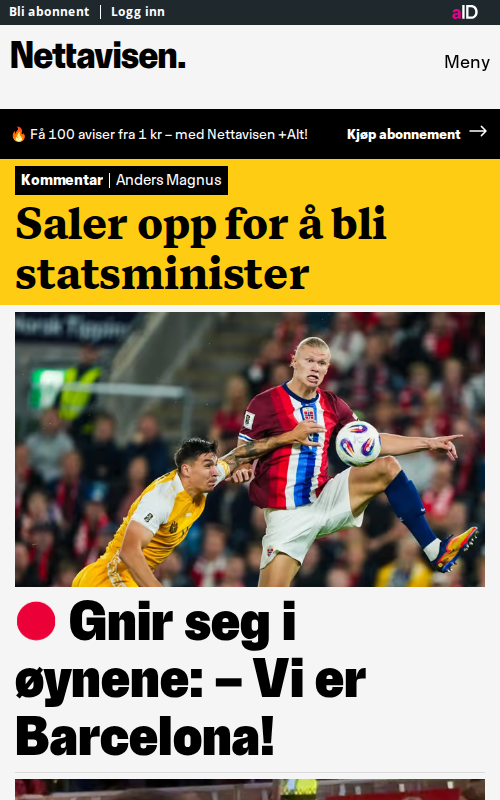 Bli abonnent | Logg inn aID
Nettavisen.
Meny
🔥 Få 100 aviser fra 1 kr – med Nettavisen +Alt! Kjøp abonnement →
Kommentar | Anders Magnus
Saler opp for å bli
statsminister
Norsk Tipping
Gnir seg i
øynene: – Vi er
Barcelona!